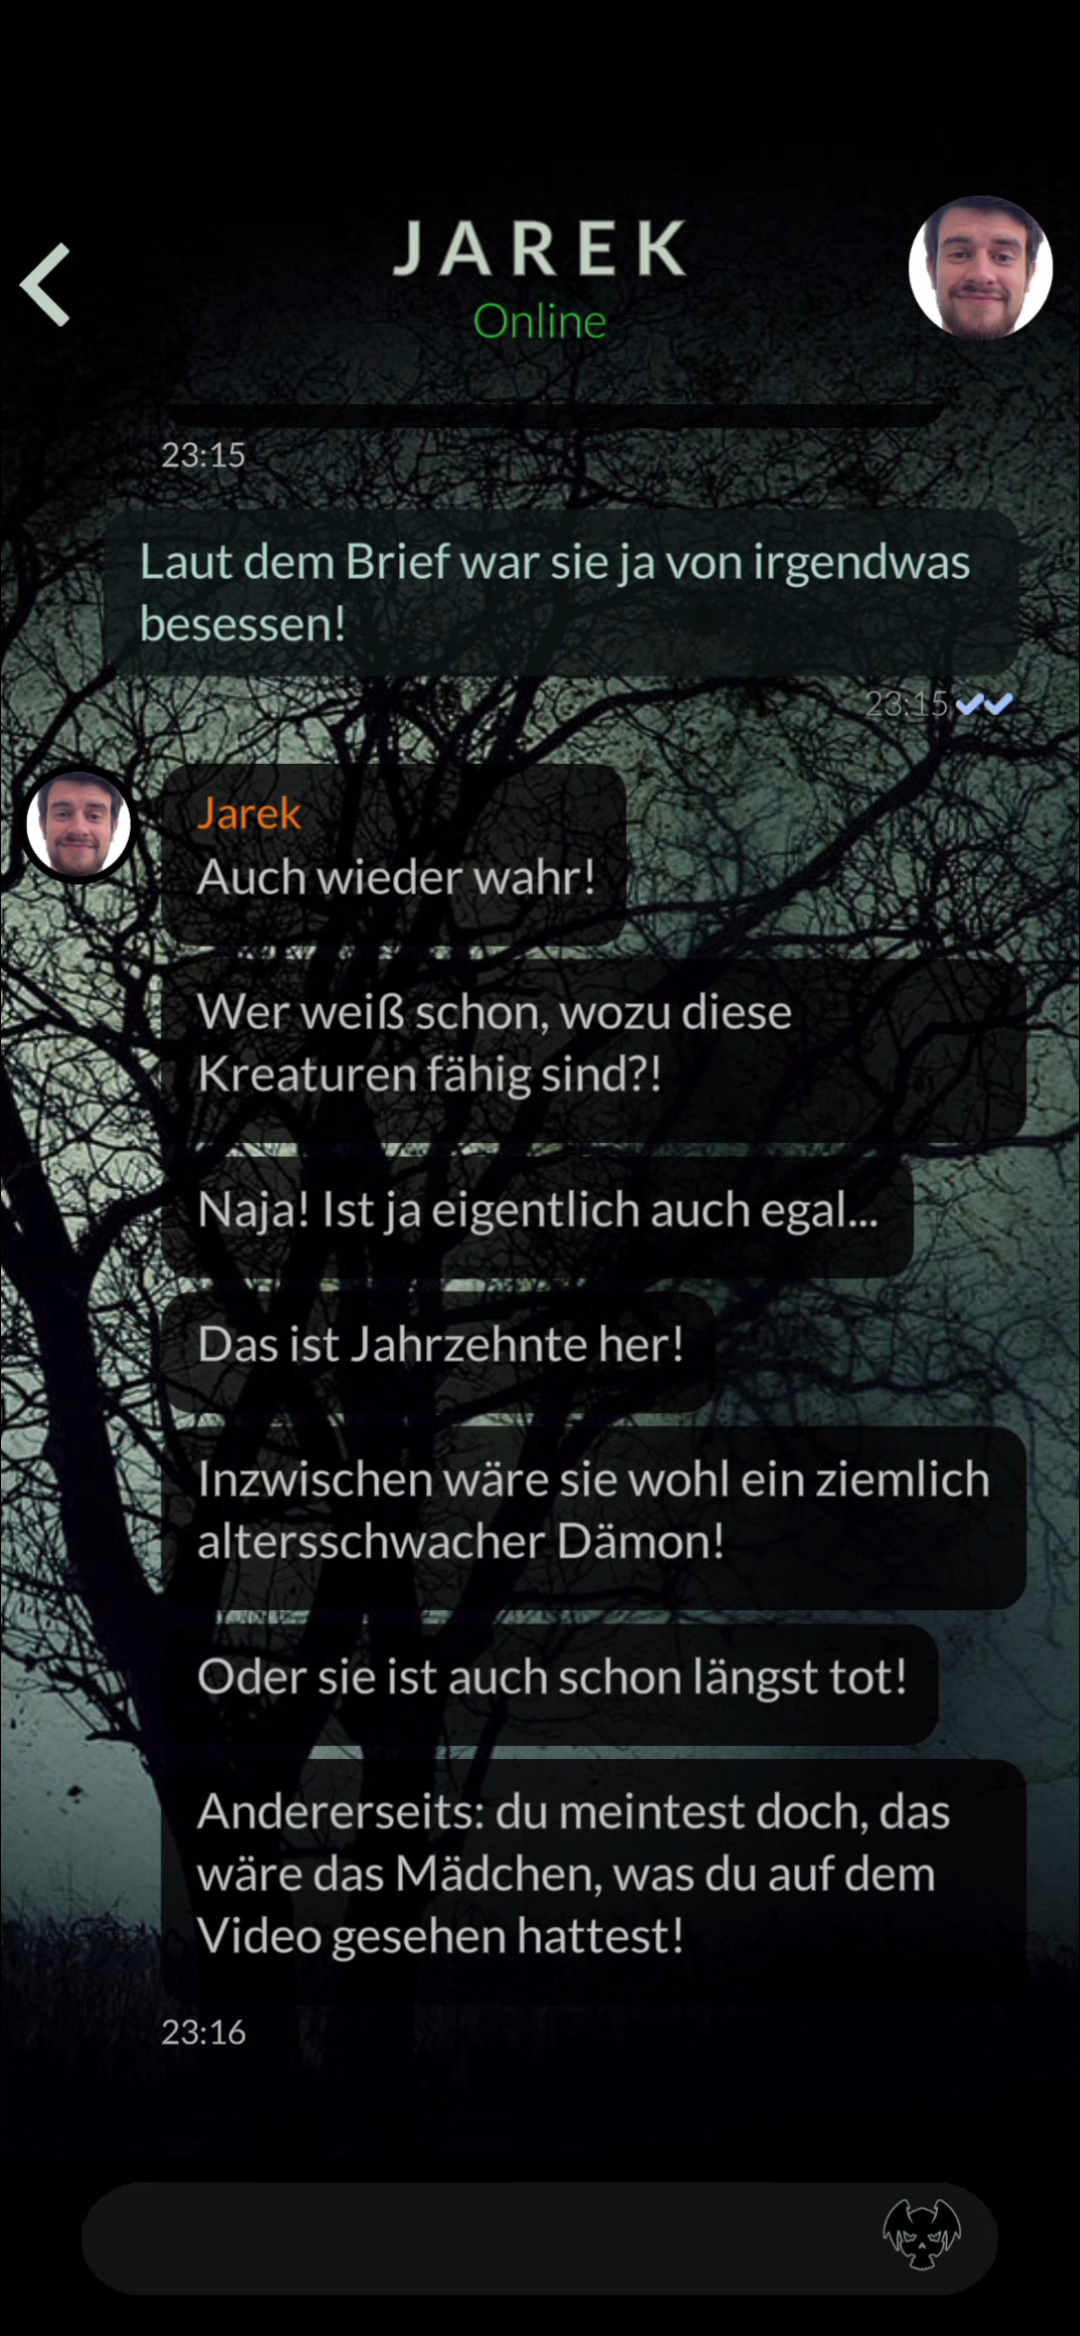 JAREK
Online
23:15
Laut dem Brief war sie ja von irgendwas
besessen!
23:15
Jarek
Auch wieder wahr!
Wer weiß schon, wozu diese
Kreaturen fähig sind?!
Naja! Ist ja eigentlich auch egal...
Das ist Jahrzehnte her!
Inzwischen wäre sie wohl ein ziemlich
altersschwacher Dämon!
Oder sie ist auch schon längst tot!
Andererseits: du meintest doch, das
wäre das Mädchen, was du auf dem
Video gesehen hattest!
23:16